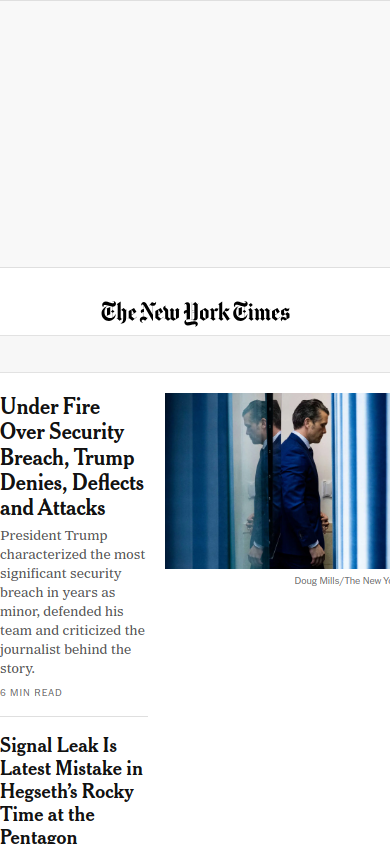 The New York Times
Under Fire
Over Security
Breach, Trump
Denies, Deflects
and Attacks
President Trump
characterized the most
significant security
breach in years as
minor, defended his
team and criticized the
journalist behind the
story.
6 MIN READ
Doug Mills/The New Yo
Signal Leak Is
Latest Mistake in
Hegseth’s Rocky
Time at the
Pentagon